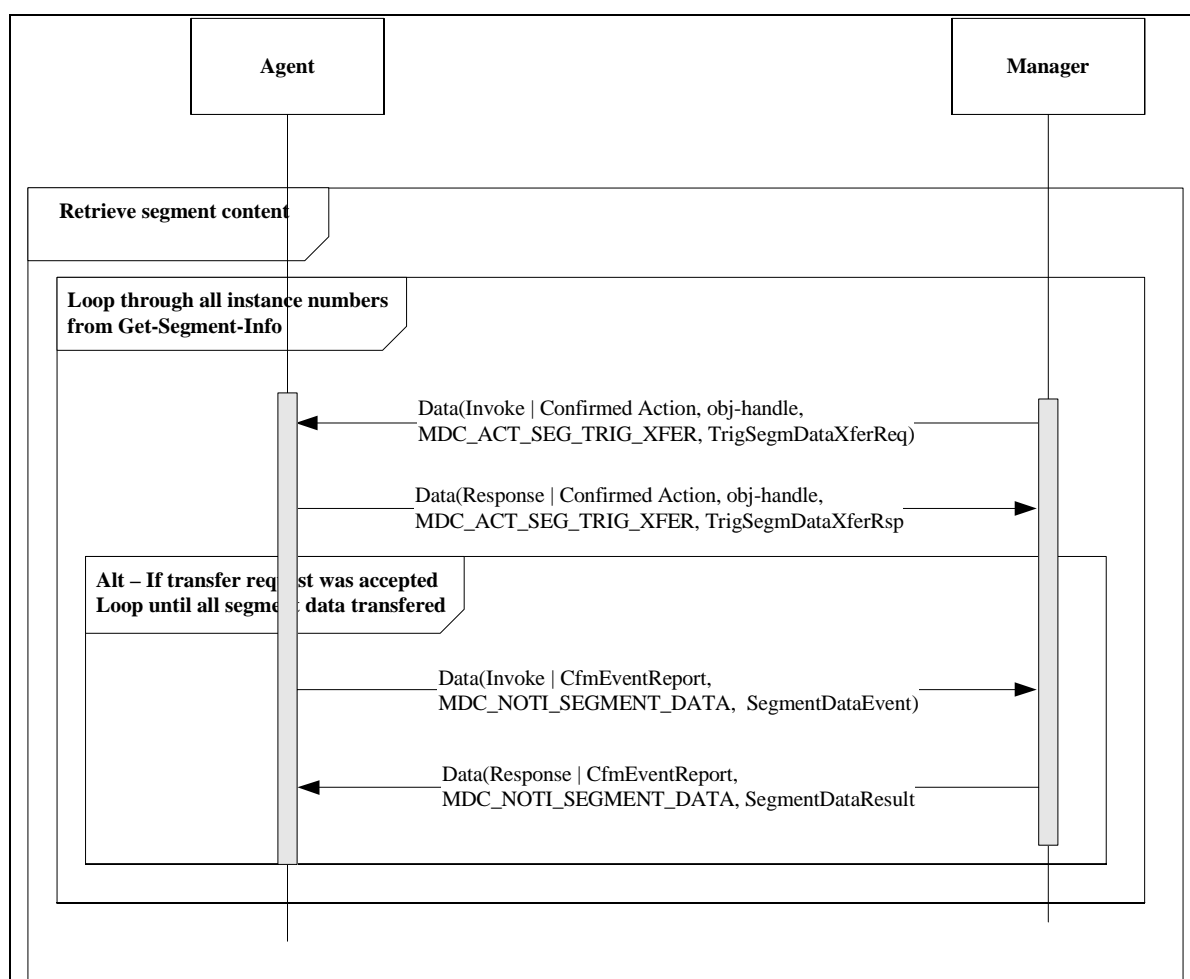 Agent
Manager
Retrieve segment content
Loop through all instance numbers
from Get-Segment-Info
Data(Invoke | Confirmed Action, obj-handle,
MDC_ACT_SEG_TRIG_XFER, TrigSegmDataXferReq)
Data(Response | Confirmed Action, obj-handle,
MDC_ACT_SEG_TRIG_XFER, TrigSegmDataXferRsp
Alt – If transfer request was accepted
Loop until all segment data transfered
Data(Invoke | CfmEventReport,
MDC_NOTI_SEGMENT_DATA, SegmentDataEvent)
Data(Response | CfmEventReport,
MDC_NOTI_SEGMENT_DATA, SegmentDataResult